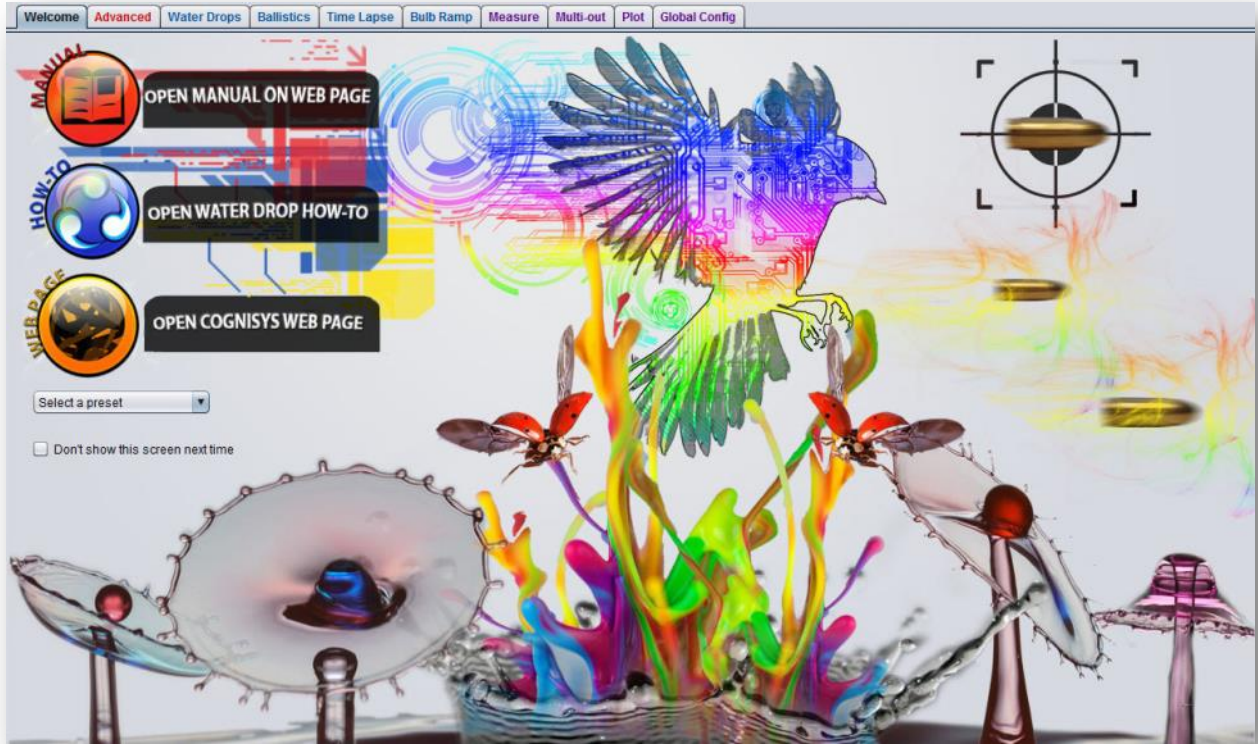 Welcome Advanced Water Drops Ballistics Time Lapse Bulb Ramp Measure Multi-out Plot Global Config
MANUAL
OPEN MANUAL ON WEB PAGE
HOW-TO
OPEN WATER DROP HOW-TO
WEB PAGE
OPEN COGNISYS WEB PAGE
Select a preset
Don't show this screen next time